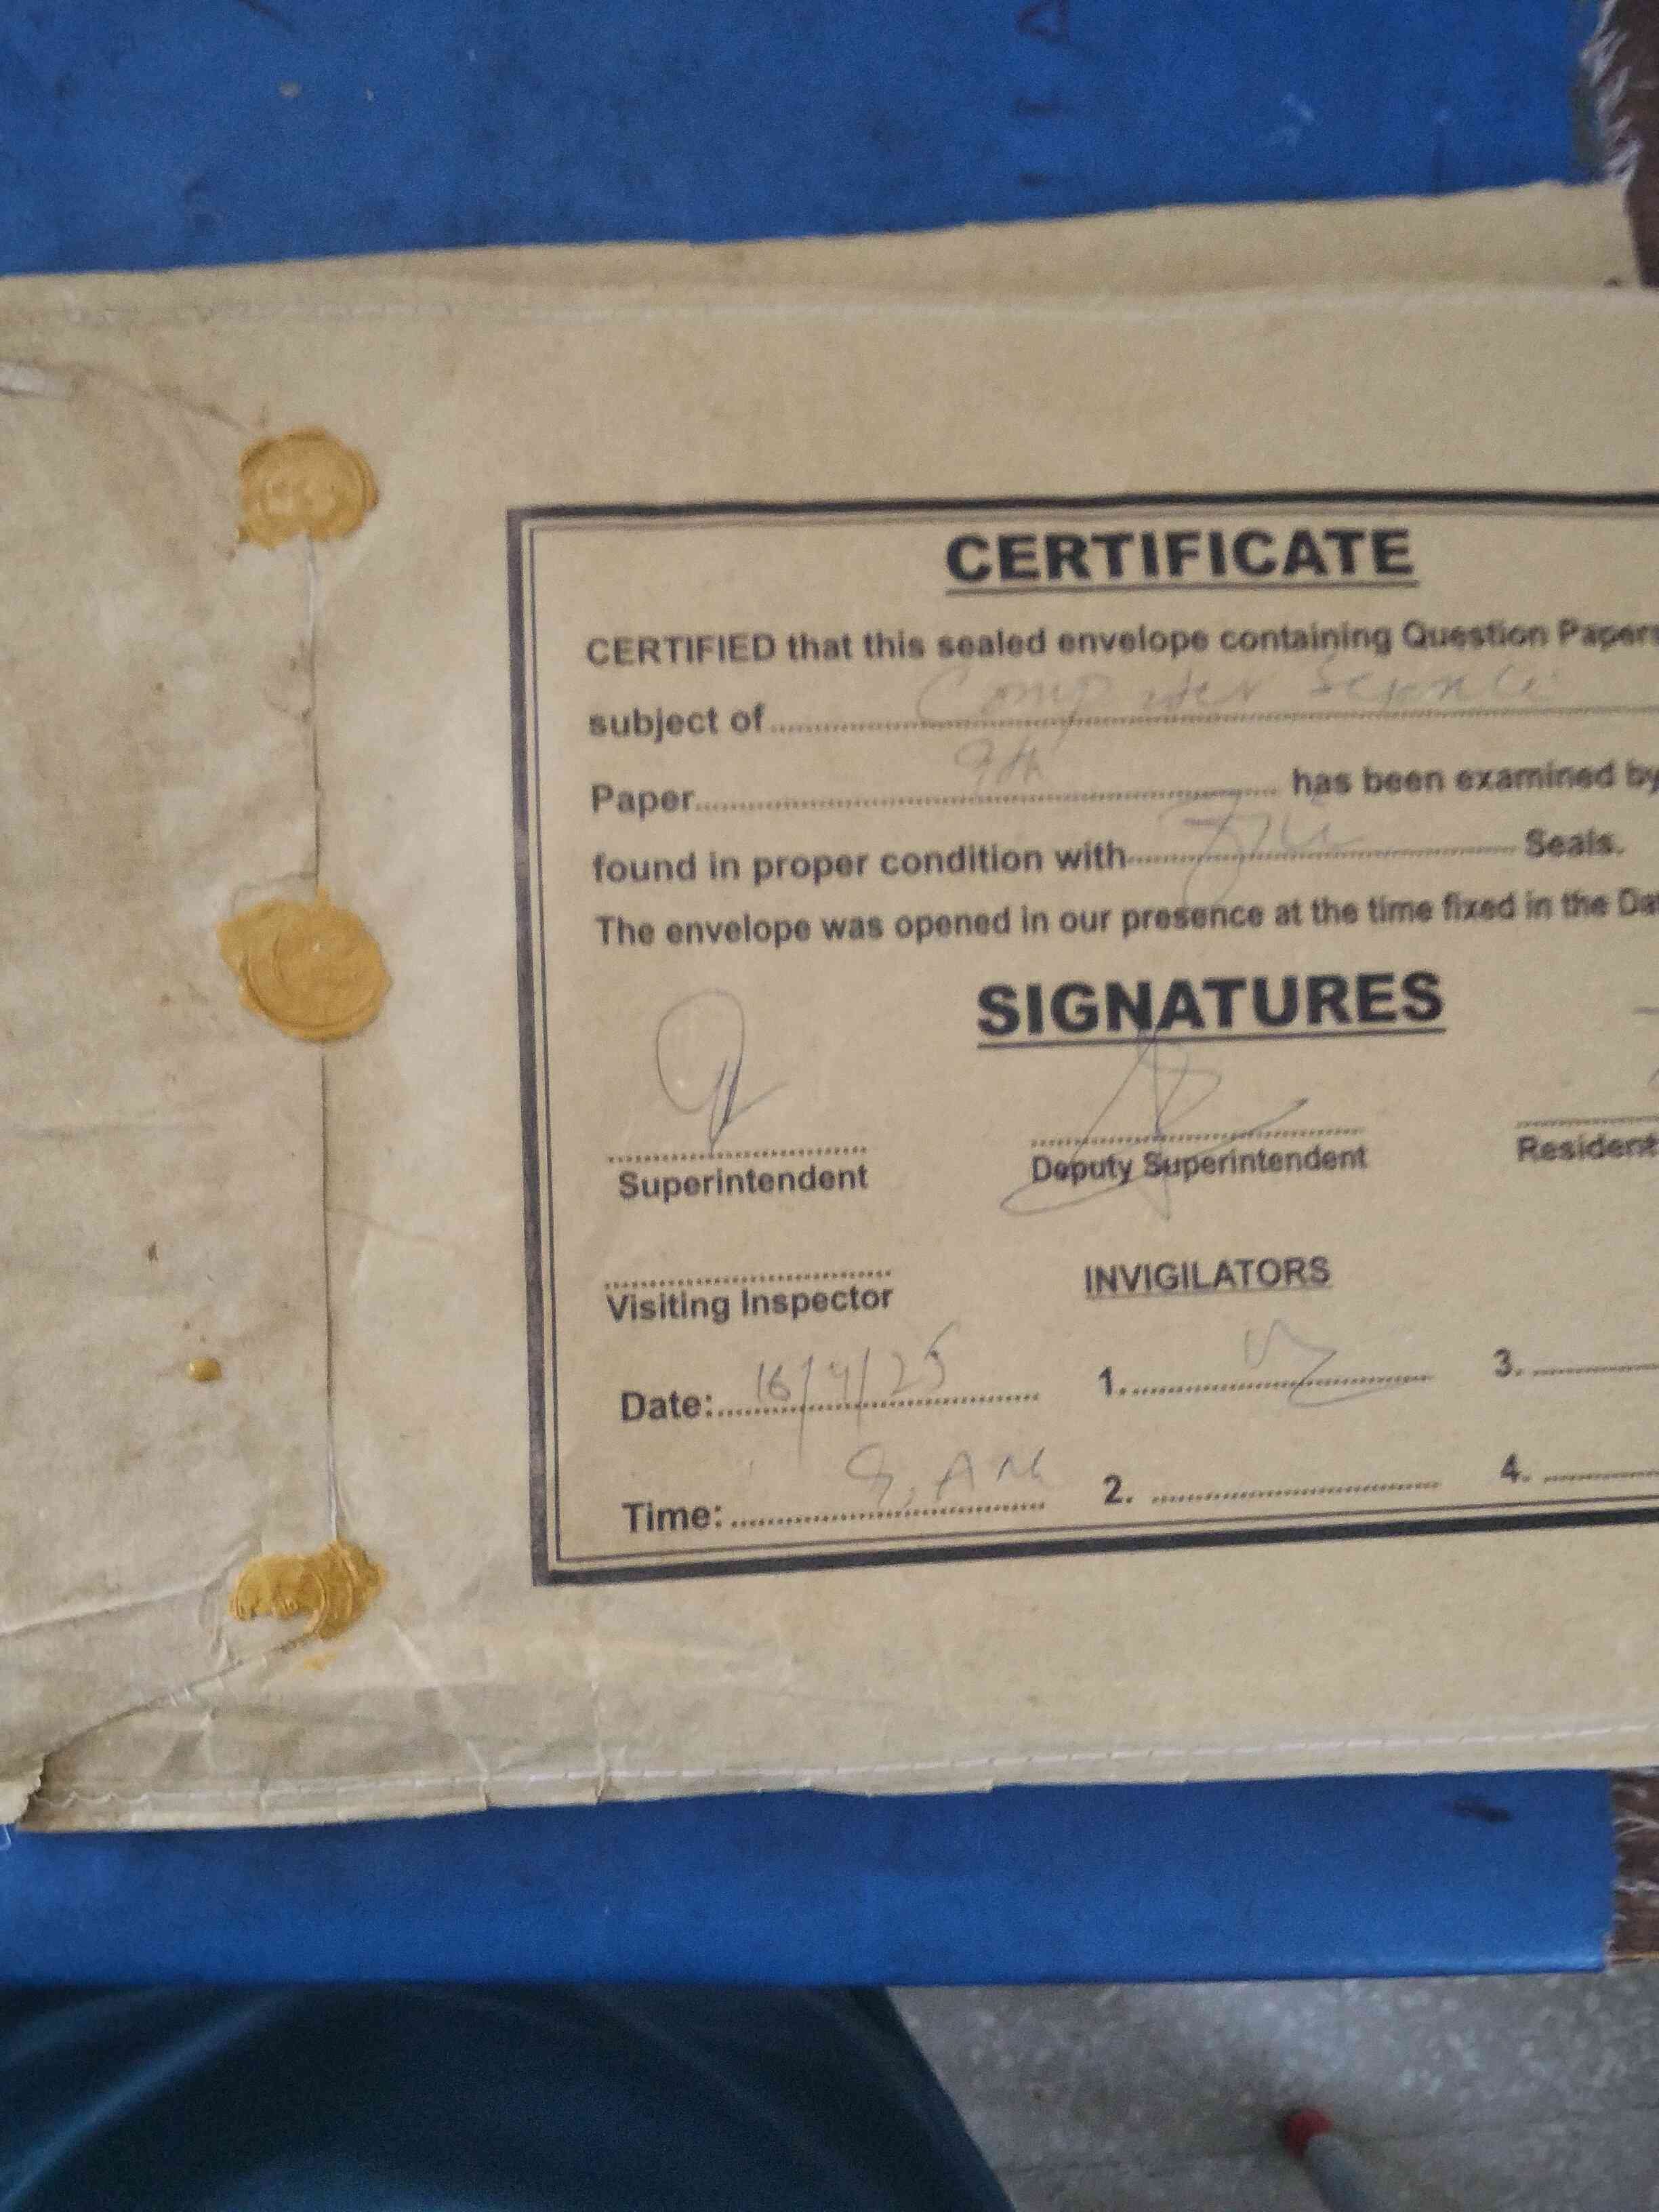 CERTIFICATE
CERTIFIED that this sealed envelope containing Question Papers
subject of Computer Science
Paper 9th has been examined by
found in proper condition with Seals.
The envelope was opened in our presence at the time fixed in the Dat
SIGNATURES
Superintendent Deputy Superintendent Resident
Visiting Inspector INVIGILATORS
Date: 16/4/25 1. 3.
Time: AM 2. 4.